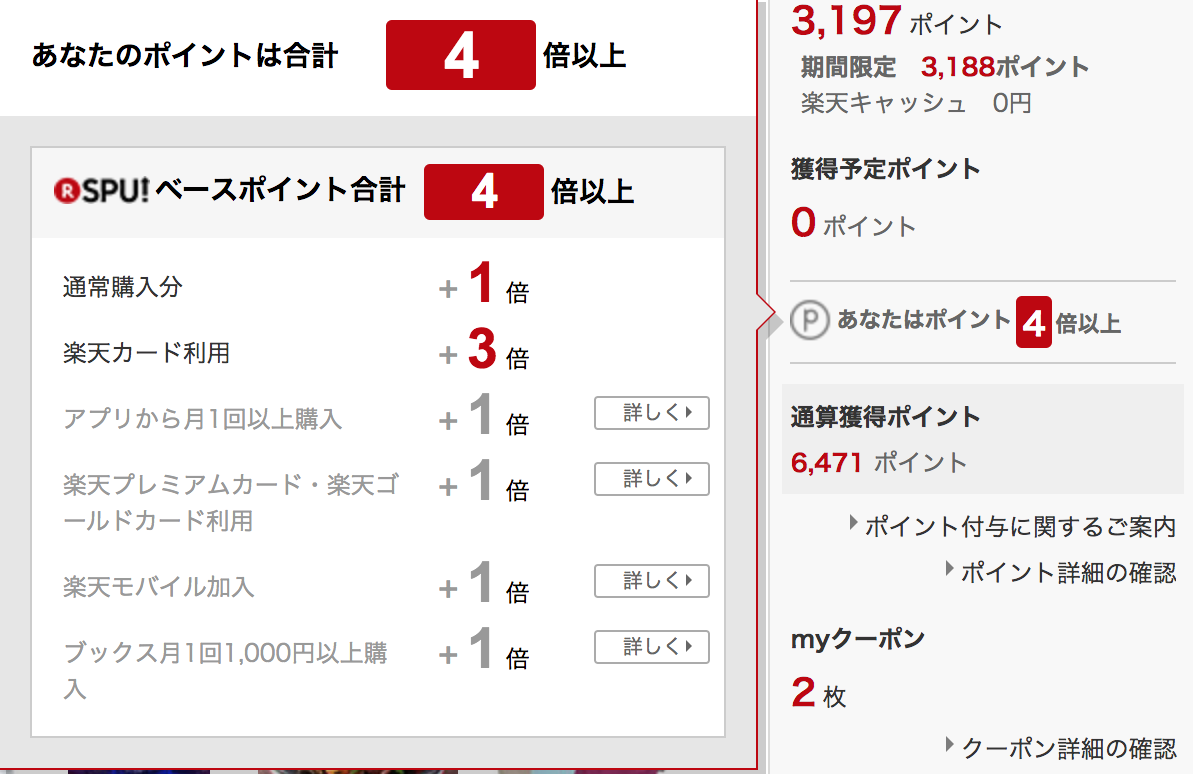 あなたのポイントは合計 4 倍以上
R SPU! ベースポイント合計 4 倍以上
通常購入分 + 1 倍
楽天カード利用 + 3 倍
アプリから月1回以上購入 + 1 倍 詳しく
楽天プレミアムカード・楽天ゴ + 1 倍 詳しく
ールドカード利用
楽天モバイル加入 + 1 倍 詳しく
ブックス月1回1,000円以上購 + 1 倍 詳しく
入
3,197 ポイント
期間限定 3,188ポイント
楽天キャッシュ 0円
獲得予定ポイント
0 ポイント
P あなたはポイント 4 倍以上
通算獲得ポイント
6,471 ポイント
ポイント付与に関するご案内
ポイント詳細の確認
myクーポン
2 枚
クーポン詳細の確認